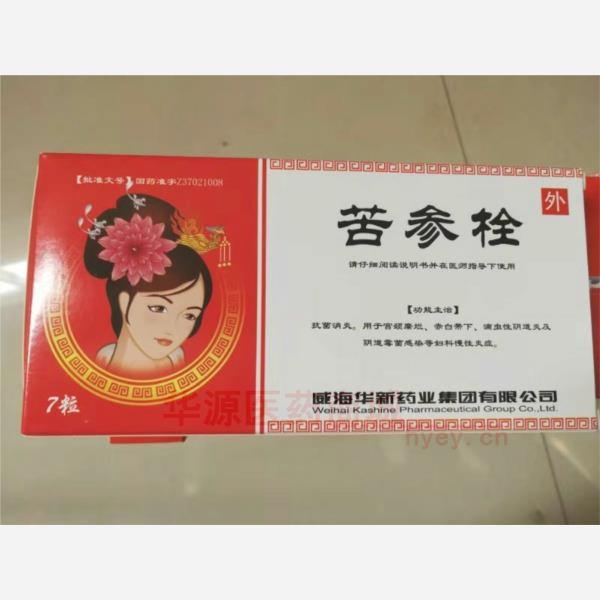 【批准文号】国药准字Z37021008
外
苦参栓
请仔细阅读说明书并在医师指导下使用
【功能主治】
抗菌消炎。用于宫颈糜烂、赤白带下、滴虫性阴道炎及
阴道霉菌感染等妇科慢性炎症。
7粒
威海华新药业集团有限公司
Weihai Kashine Pharmaceutical Group Co.,Ltd.
华源医药
hyey.cn